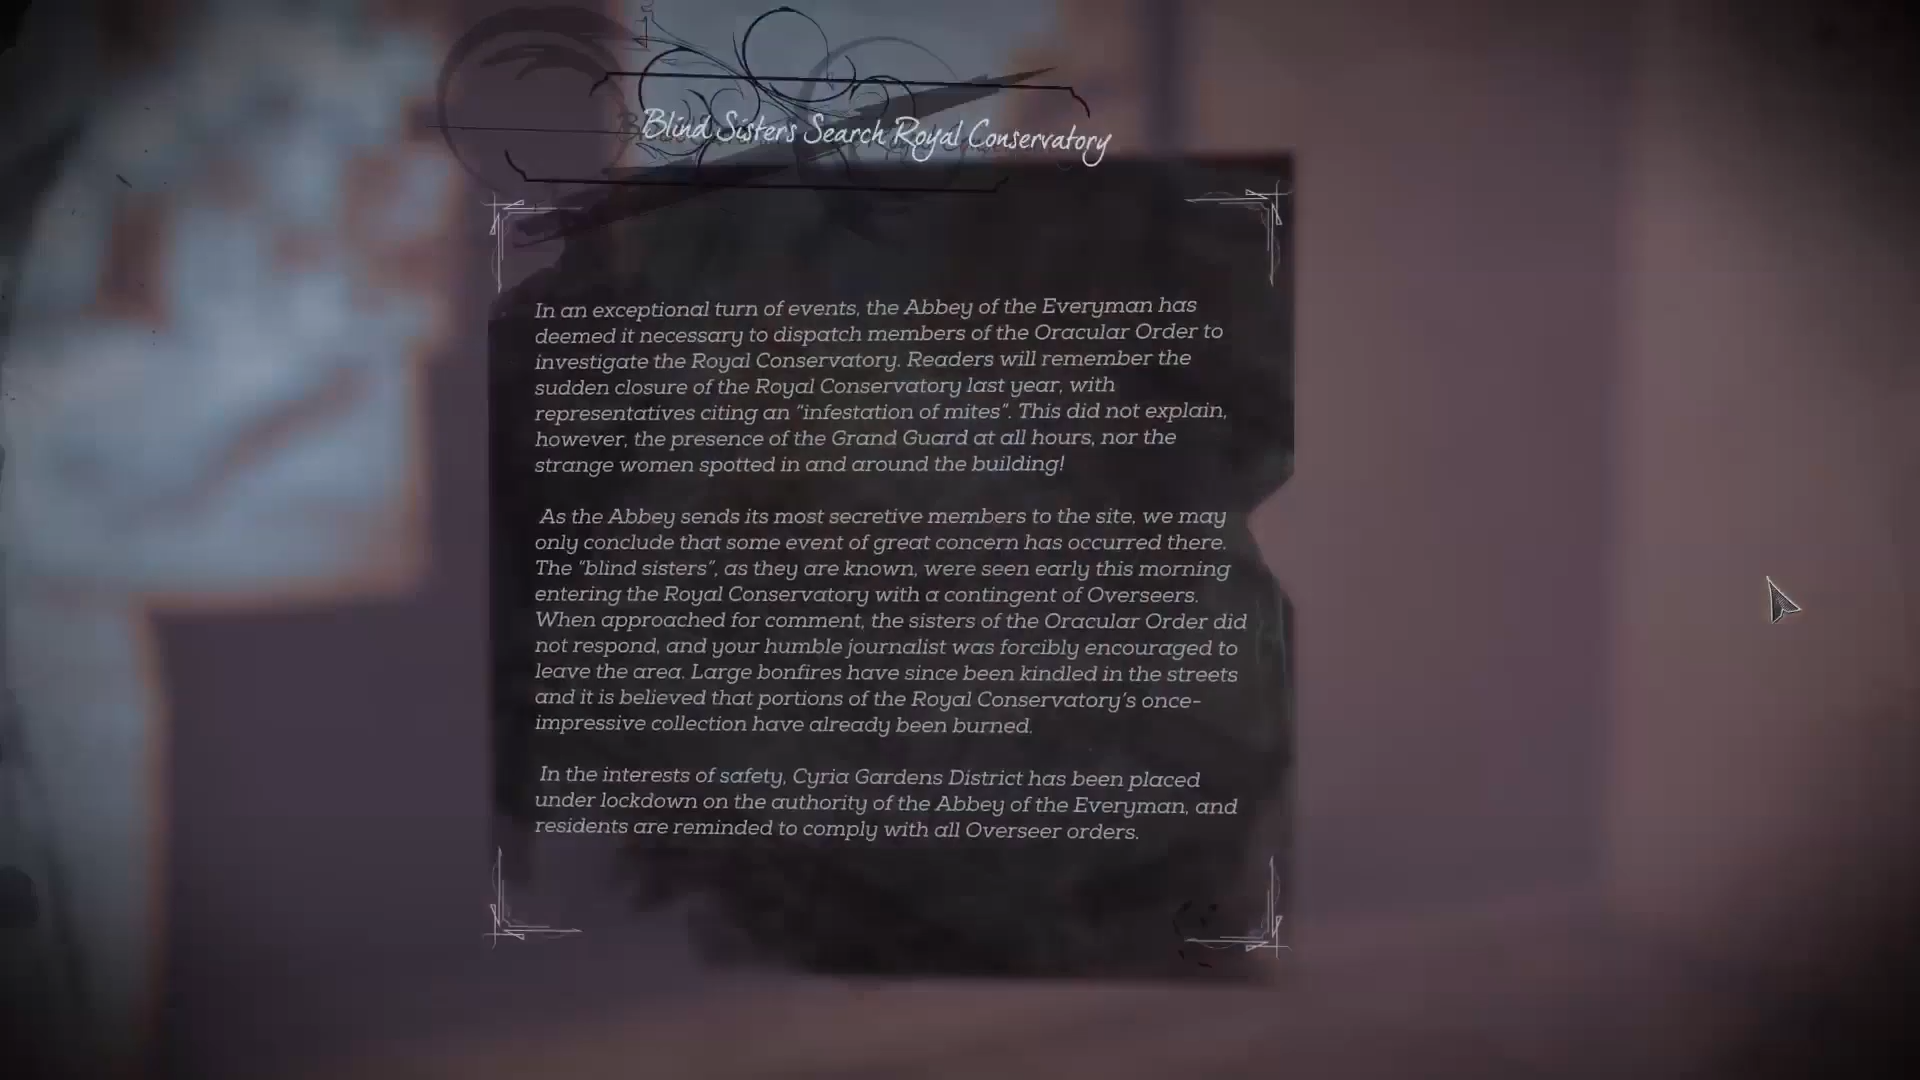 Blind Sisters Search Royal Conservatory
In an exceptional turn of events, the Abbey of the Everyman has
deemed it necessary to dispatch members of the Oracular Order to
investigate the Royal Conservatory. Readers will remember the
sudden closure of the Royal Conservatory last year, with
representatives citing an "infestation of mites". This did not explain,
however, the presence of the Grand Guard at all hours, nor the
strange women spotted in and around the building!
As the Abbey sends its most secretive members to the site, we may
only conclude that some event of great concern has occurred there.
The "blind sisters", as they are known, were seen early this morning
entering the Royal Conservatory with a contingent of Overseers.
When approached for comment, the sisters of the Oracular Order did
not respond, and your humble journalist was forcibly encouraged to
leave the area. Large bonfires have since been kindled in the streets
and it is believed that portions of the Royal Conservatory's once-
impressive collection have already been burned.
In the interests of safety, Cyria Gardens District has been placed
under lockdown on the authority of the Abbey of the Everyman, and
residents are reminded to comply with all Overseer orders.